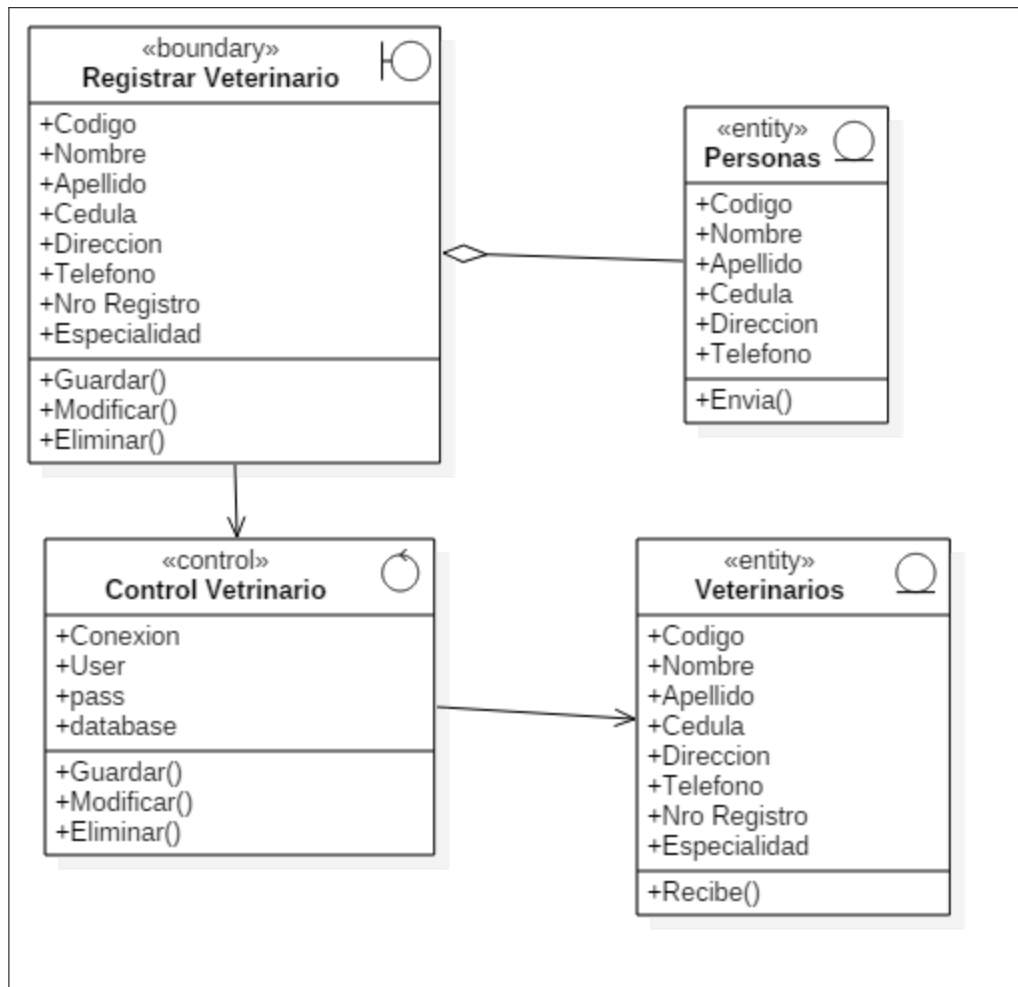 «boundary»
Registrar Veterinario
+Codigo
+Nombre
+Apellido
+Cedula
+Direccion
+Telefono
+Nro Registro
+Especialidad
+Guardar()
+Modificar()
+Eliminar()
«entity»
Personas
+Codigo
+Nombre
+Apellido
+Cedula
+Direccion
+Telefono
+Envia()
«control»
Control Vetrinario
+Conexion
+User
+pass
+database
+Guardar()
+Modificar()
+Eliminar()
«entity»
Veterinarios
+Codigo
+Nombre
+Apellido
+Cedula
+Direccion
+Telefono
+Nro Registro
+Especialidad
+Recibe()